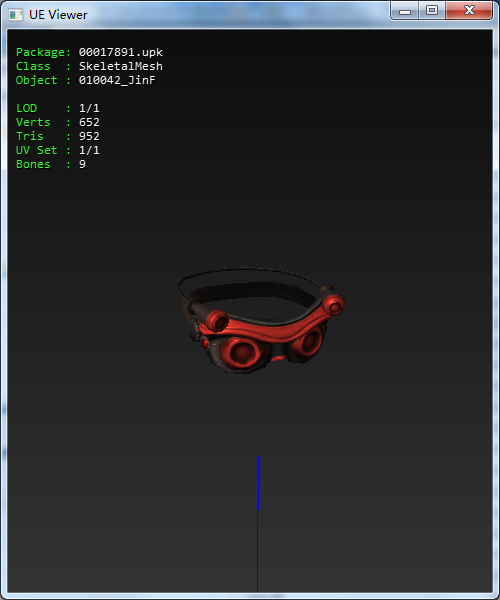 UE Viewer
Package: 00017891.upk
Class  : SkeletalMesh
Object : 010042_JinF
LOD    : 1/1
Verts  : 652
Tris   : 952
UV Set : 1/1
Bones  : 9